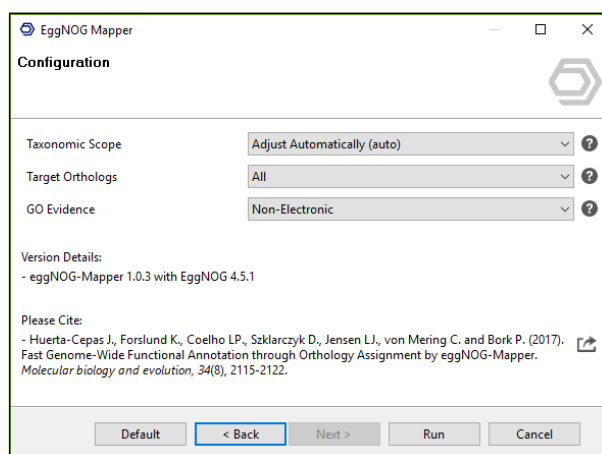 EggNOG Mapper
Configuration
Taxonomic Scope Adjust Automatically (auto)
Target Orthologs All
GO Evidence Non-Electronic
Version Details:
- eggNOG-Mapper 1.0.3 with EggNOG 4.5.1
Please Cite:
- Huerta-Cepas J., Forslund K., Coelho LP., Szklarczyk D., Jensen LJ., von Mering C. and Bork P. (2017).
Fast Genome-Wide Functional Annotation through Orthology Assignment by eggNOG-Mapper.
Molecular biology and evolution, 34(8), 2115-2122.
Default < Back Next > Run Cancel